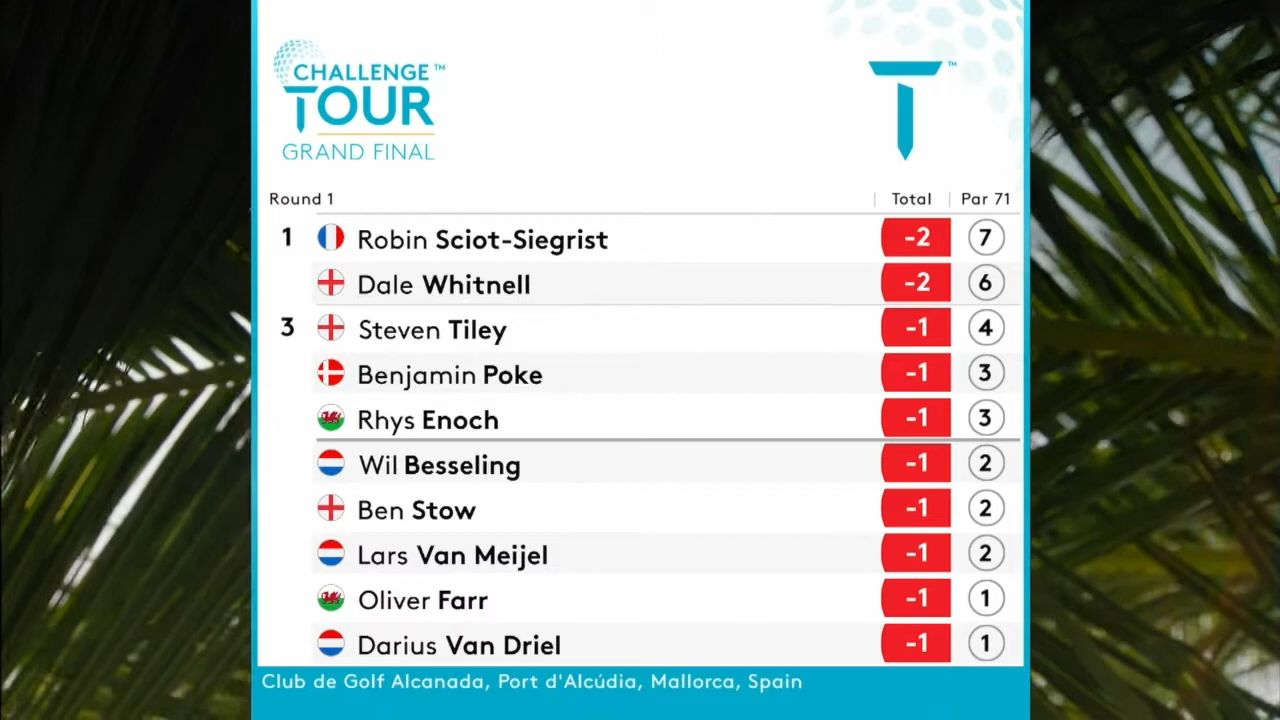 CHALLENGE™
TOUR
GRAND FINAL
T™
Round 1 Total Par 71
1 Robin Sciot-Siegrist -2 7
Dale Whitnell -2 6
3 Steven Tiley -1 4
Benjamin Poke -1 3
Rhys Enoch -1 3
Wil Besseling -1 2
Ben Stow -1 2
Lars Van Meijel -1 2
Oliver Farr -1 1
Darius Van Driel -1 1
Club de Golf Alcanada, Port d'Alcúdia, Mallorca, Spain